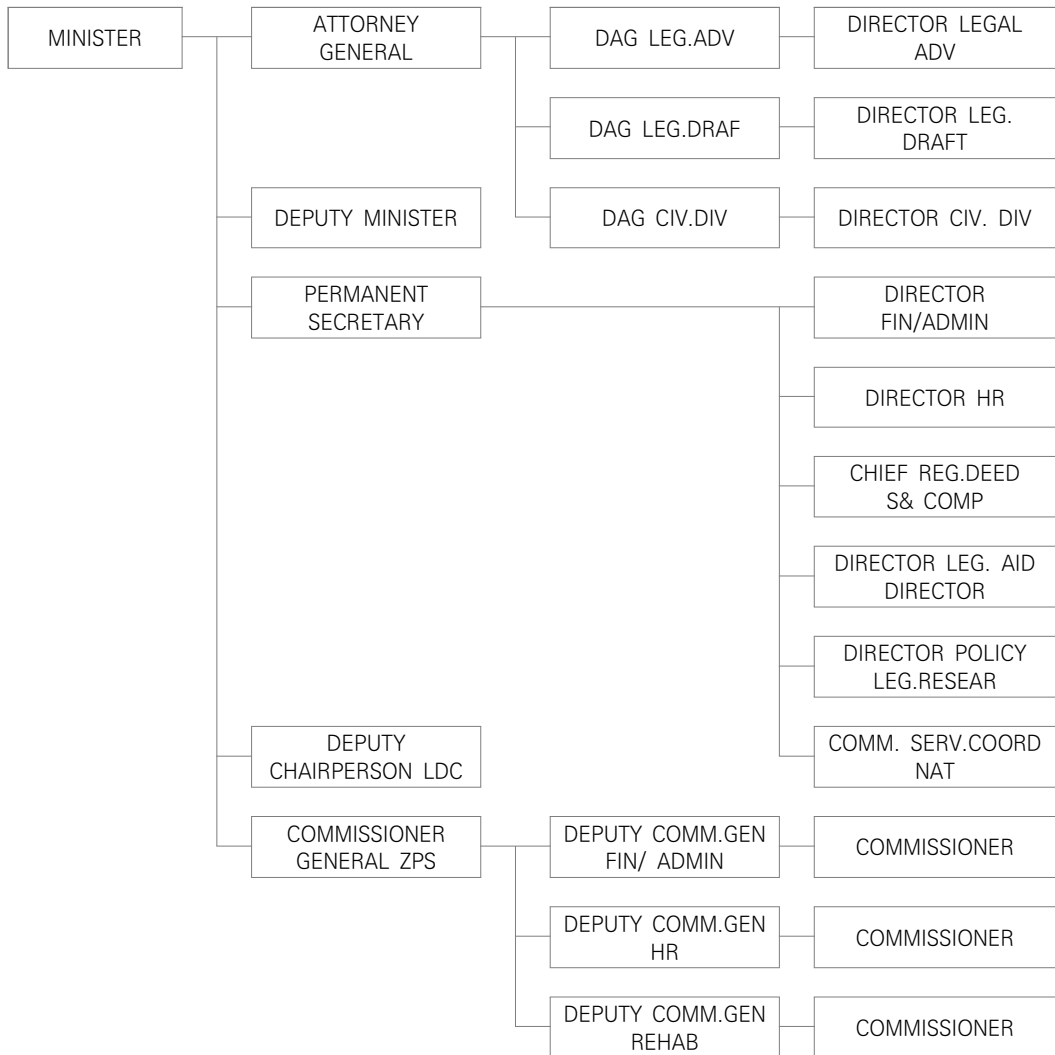 MINISTER
ATTORNEY
GENERAL
DAG LEG.ADV
DIRECTOR LEGAL
ADV
DAG LEG.DRAF
DIRECTOR LEG.
DRAFT
DEPUTY MINISTER
DAG CIV.DIV
DIRECTOR CIV. DIV
PERMANENT
SECRETARY
DIRECTOR
FIN/ADMIN
DIRECTOR HR
CHIEF REG.DEED
S& COMP
DIRECTOR LEG. AID
DIRECTOR
DIRECTOR POLICY
LEG.RESEAR
DEPUTY
CHAIRPERSON LDC
COMM. SERV.COORD
NAT
COMMISSIONER
GENERAL ZPS
DEPUTY COMM.GEN
FIN/ ADMIN
COMMISSIONER
DEPUTY COMM.GEN
HR
COMMISSIONER
DEPUTY COMM.GEN
REHAB
COMMISSIONER